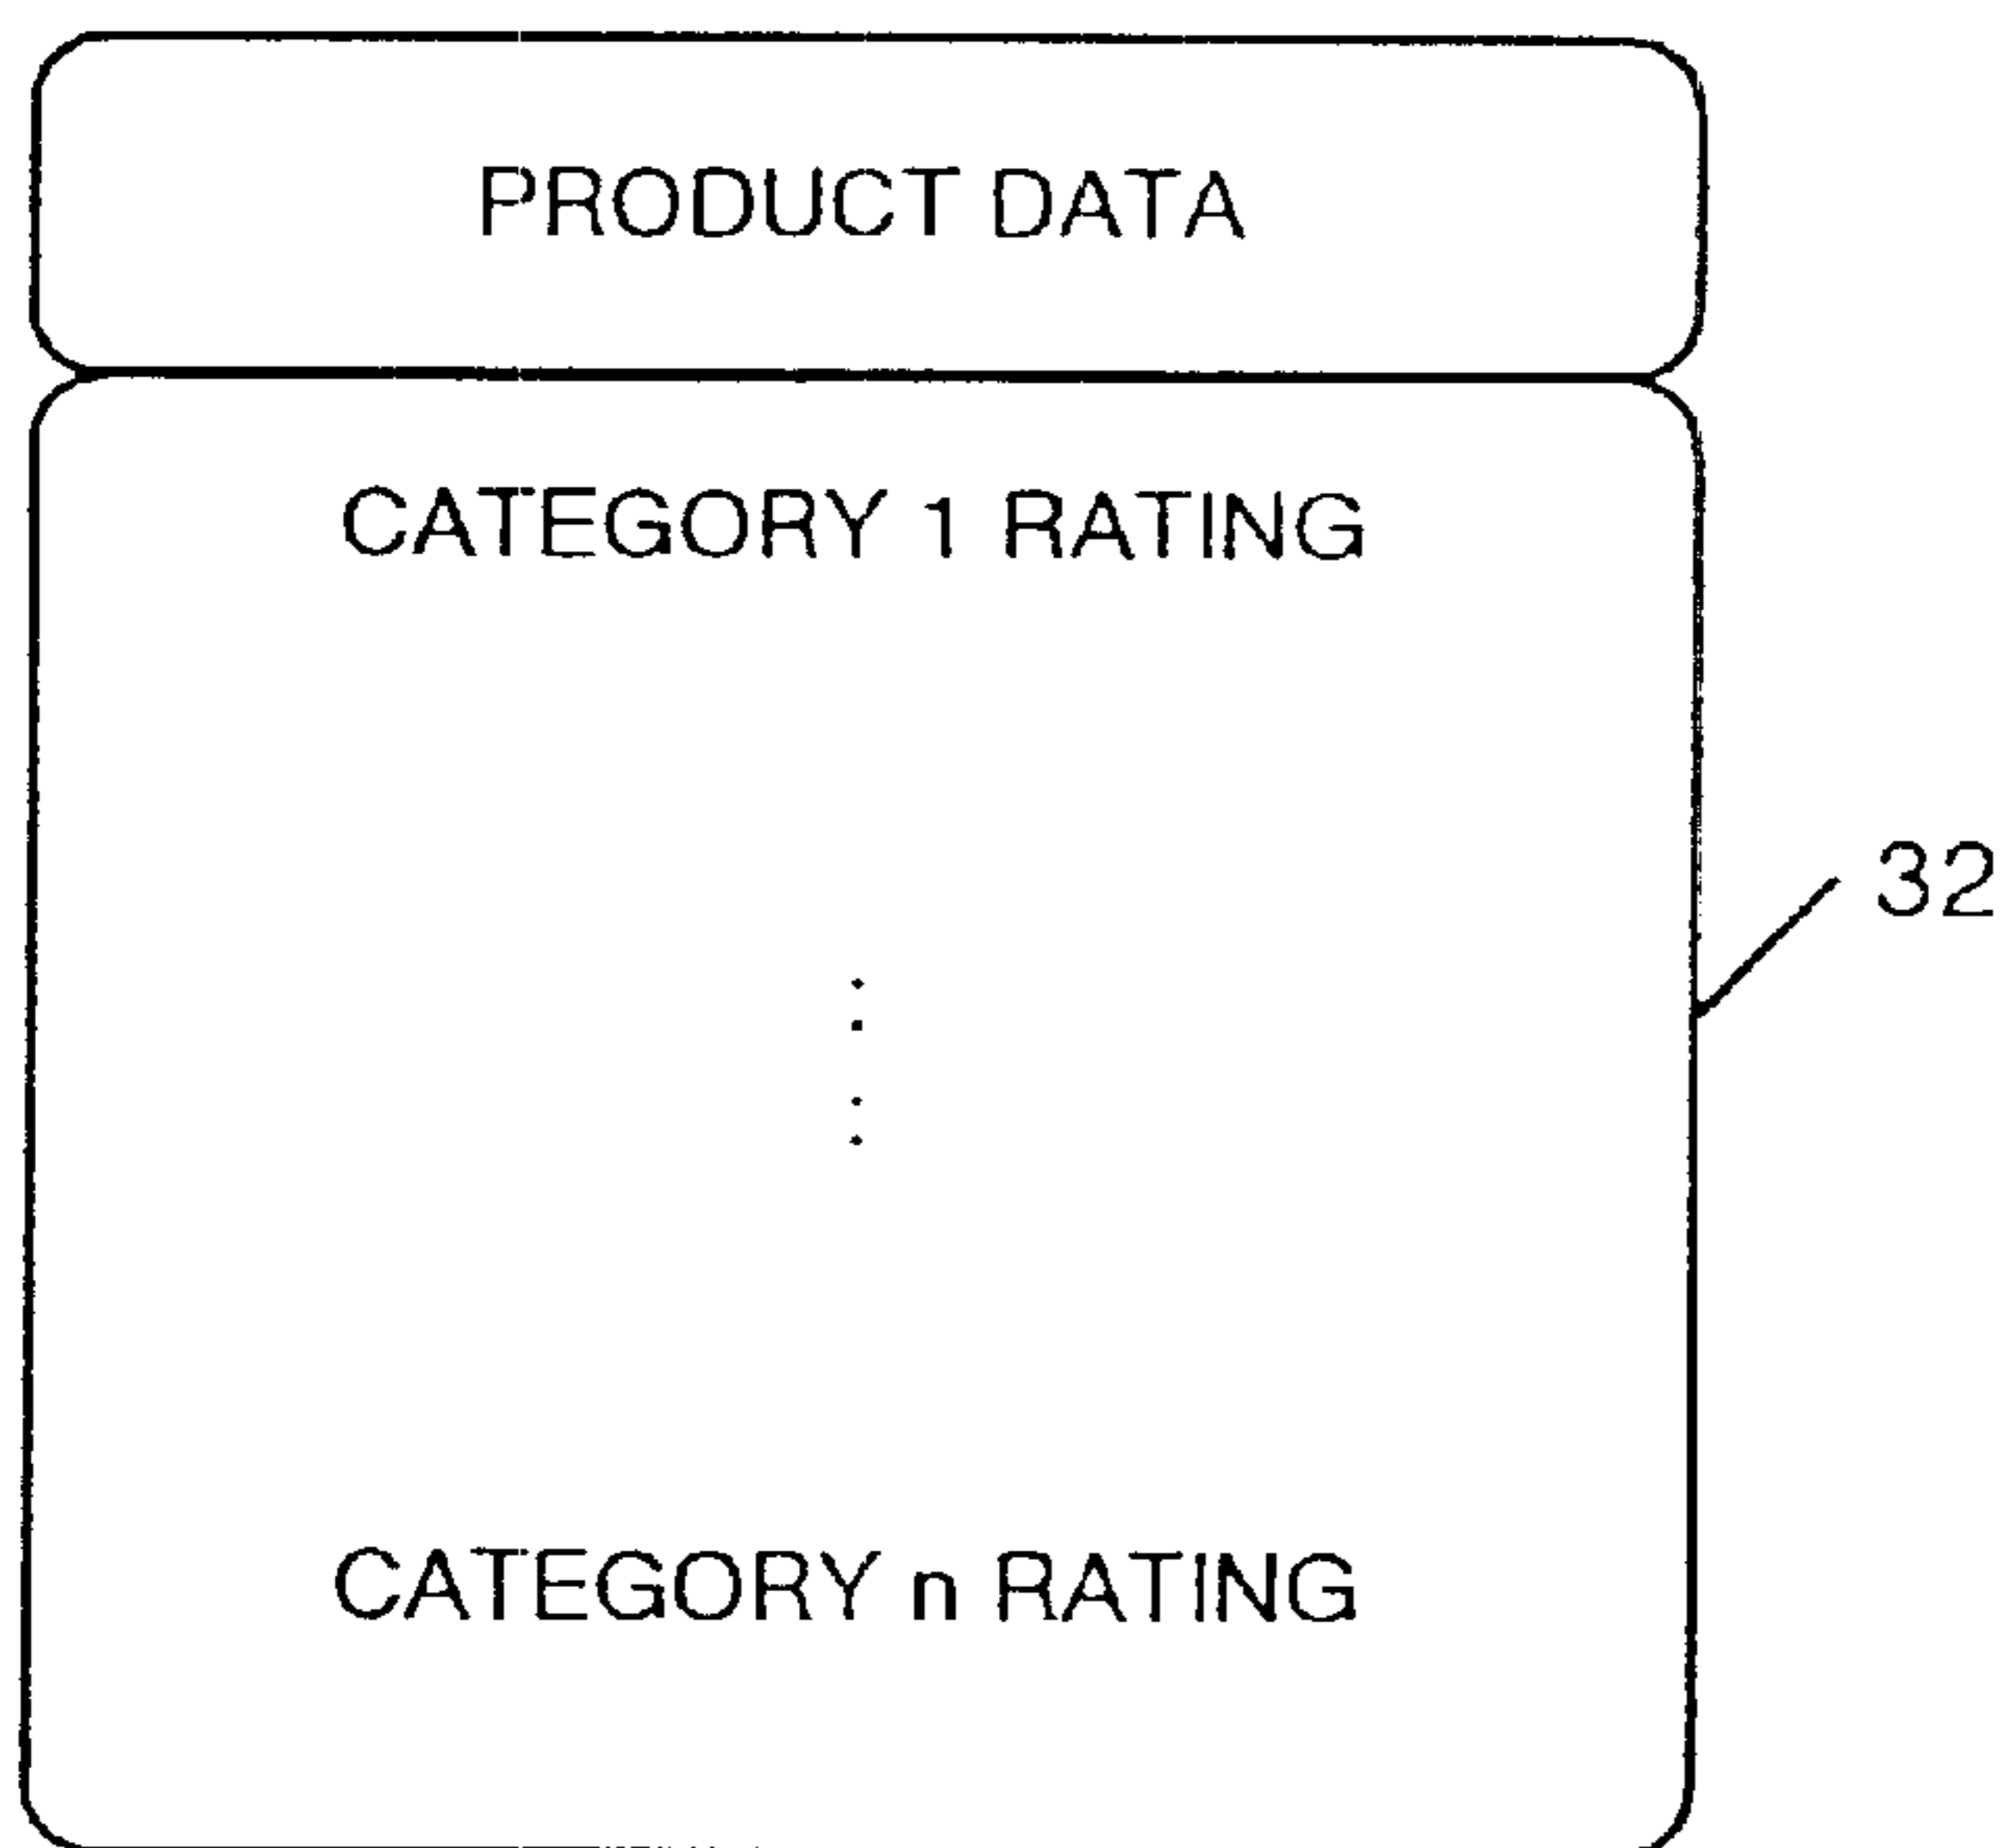 PRODUCT DATA
CATEGORY 1 RATING
32
.
.
.
.
CATEGORY n RATING